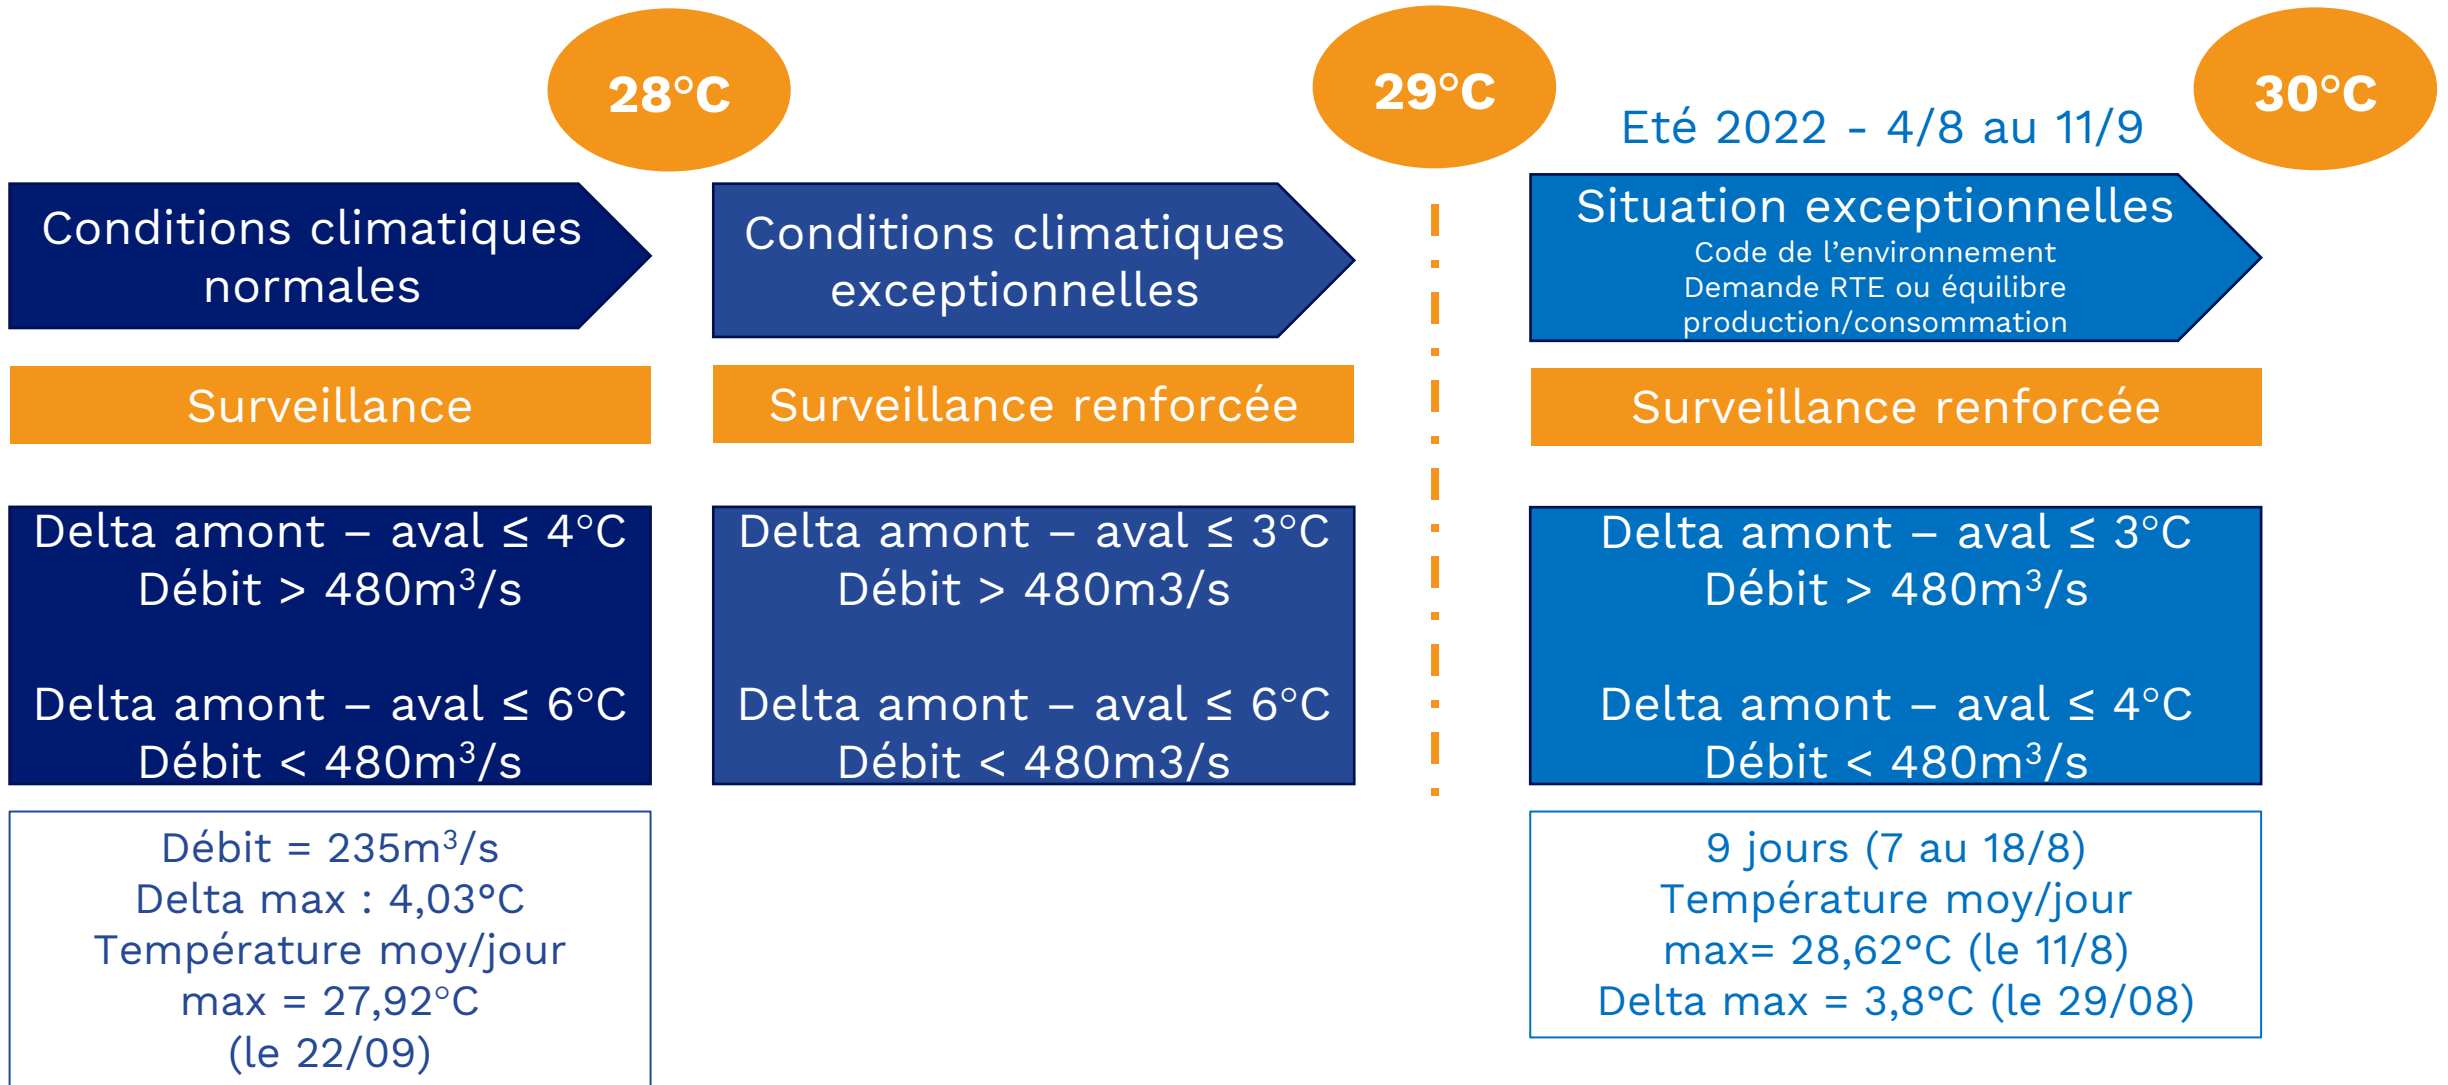 28°C
29°C
30°C
Eté 2022 - 4/8 au 11/9
Conditions climatiques
normales
Surveillance
Delta amont – aval ≤ 4°C
Débit > 480m³/s
Delta amont – aval ≤ 6°C
Débit < 480m³/s
Débit = 235m³/s
Delta max : 4,03°C
Température moy/jour
max = 27,92°C
(le 22/09)
Conditions climatiques
exceptionnelles
Surveillance renforcée
Delta amont – aval ≤ 3°C
Débit > 480m3/s
Delta amont – aval ≤ 6°C
Débit < 480m3/s
Situation exceptionnelles
Code de l’environnement
Demande RTE ou équilibre
production/consommation
Surveillance renforcée
Delta amont – aval ≤ 3°C
Débit > 480m³/s
Delta amont – aval ≤ 4°C
Débit < 480m³/s
9 jours (7 au 18/8)
Température moy/jour
max= 28,62°C (le 11/8)
Delta max = 3,8°C (le 29/08)